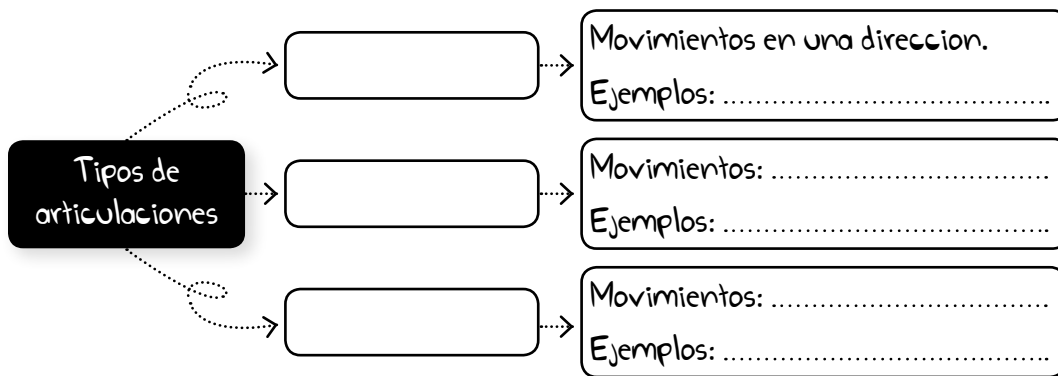 Tipos de
articulaciones
Movimientos en una direccion.
Ejemplos: ........................................
Movimientos: ..................................
Ejemplos: ........................................
Movimientos: ..................................
Ejemplos: ........................................